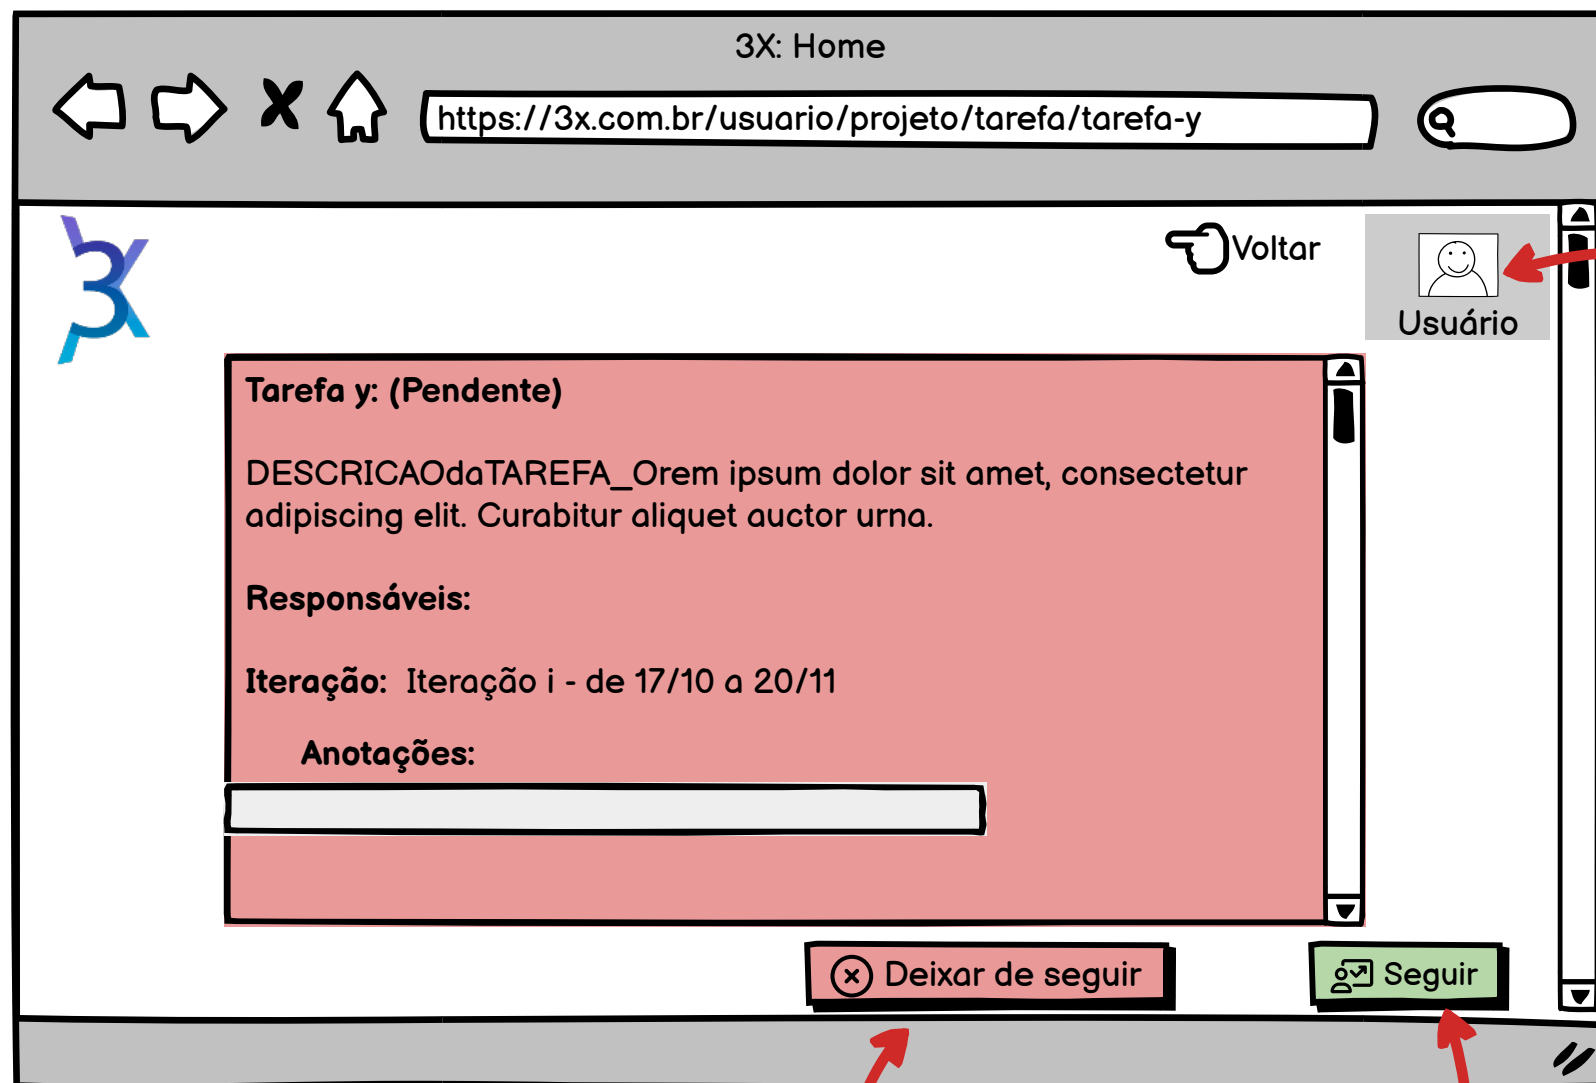 3X: Home
https://3x.com.br/usuario/projeto/tarefa/tarefa-y
3X
Voltar
Usuário
Tarefa y: (Pendente)
DESCRICAOdaTAREFA_Orem ipsum dolor sit amet, consectetur
adipiscing elit. Curabitur aliquet auctor urna.
Responsáveis:
Iteração: Iteração i - de 17/10 a 20/11
Anotações:
Deixar de seguir
Seguir